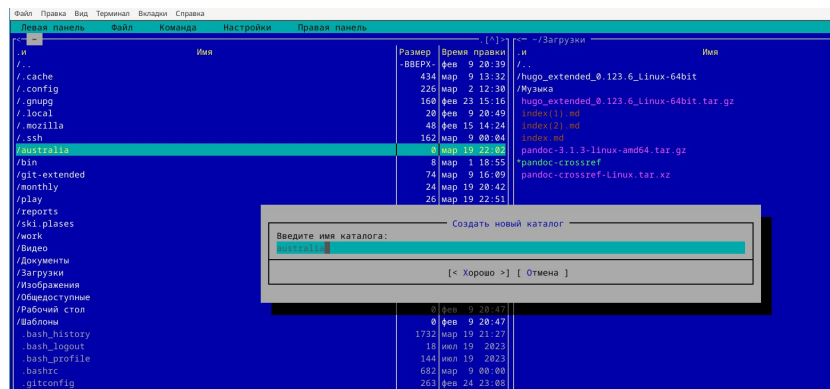 Файл Правка Вид Терминал Вкладки Справка
Левая панель Файл Команда Настройки Правая панель
<— ~ .[^]>
.и Имя Размер Время правки
/.. -ВВЕРХ- фев 9 20:39
/.cache 434 мар 9 13:32
/.config 226 мар 2 12:30
/.gnupg 160 фев 23 15:16
/.local 20 фев 9 20:49
/.mozilla 48 фев 15 14:24
/.ssh 162 мар 9 00:04
/australia 0 мар 19 22:02
/bin 8 мар 1 18:55
/git-extended 74 мар 9 16:09
/monthly 24 мар 19 20:42
/play 26 мар 19 22:51
/reports
/ski.plases
/work
/Видео
/Документы
/Загрузки
/Изображения
/Общедоступные
/Рабочий стол 0 фев 9 20:47
/Шаблоны 0 фев 9 20:47
.bash_history 1732 мар 19 21:27
.bash_logout 18 июл 19 2023
.bash_profile 144 июл 19 2023
.bashrc 682 мар 9 00:00
.gitconfig 263 фев 24 23:08
<— ~/Загрузки
.и Имя
/..
/hugo_extended_0.123.6_Linux-64bit
/Музыка
hugo_extended_0.123.6_Linux-64bit.tar.gz
index(1).md
index(2).md
index.md
pandoc-3.1.3-linux-amd64.tar.gz
*pandoc-crossref
pandoc-crossref-Linux.tar.xz
Создать новый каталог
Введите имя каталога:
australia
[< Хорошо >] [ Отмена ]